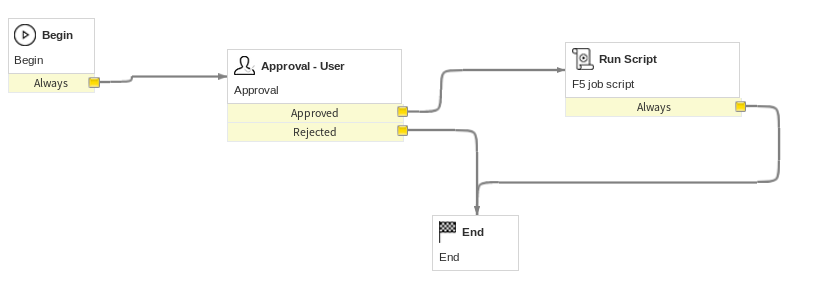 Begin
Begin
Always
Approval - User
Approval
Approved
Rejected
Run Script
F5 job script
Always
End
End